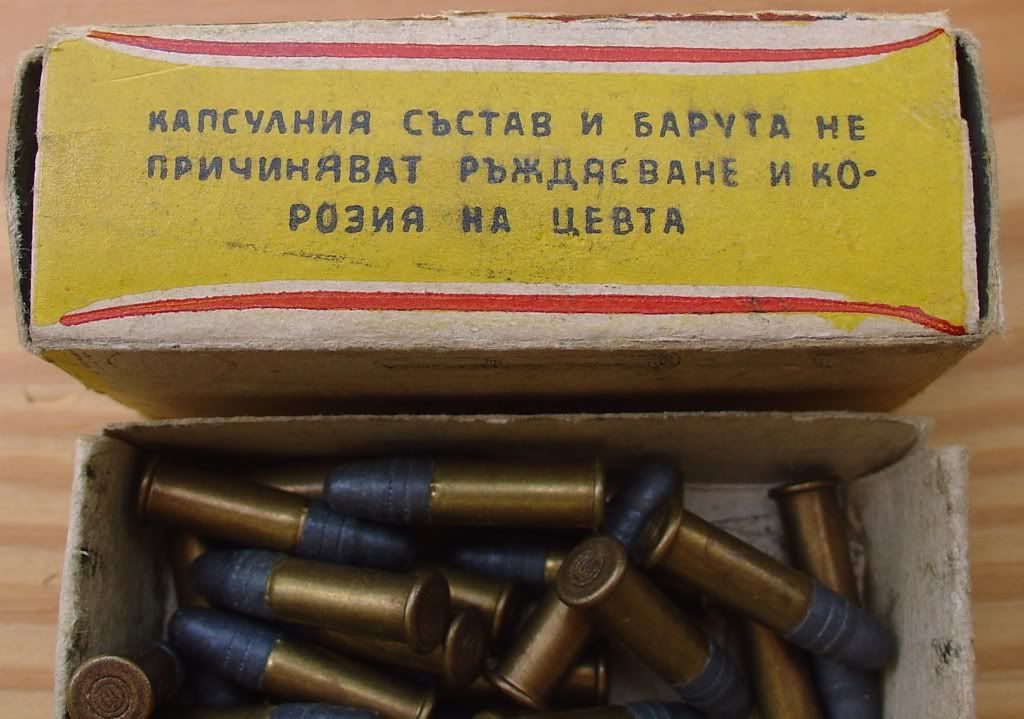 КАПСУЛНИЯ СЪСТАВ И БАРУТА НЕ
ПРИЧИНЯВАТ РЪЖДЯСВАНЕ И КО-
РОЗИЯ НА ЦЕВТА